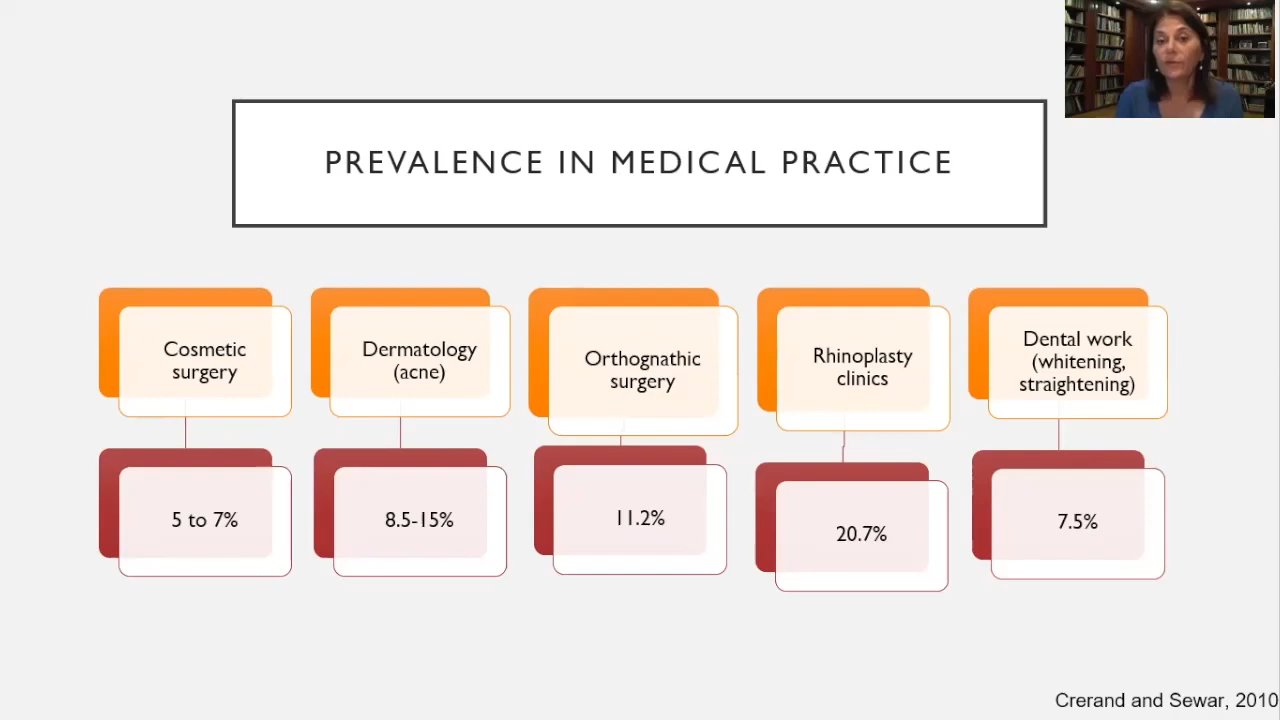 PREVALENCE IN MEDICAL PRACTICE
Cosmetic
surgery
5 to 7%
Dermatology
(acne)
8.5-15%
Orthognathic
surgery
11.2%
Rhinoplasty
clinics
20.7%
Dental work
(whitening,
straightening)
7.5%
Crerand and Sewar, 2010